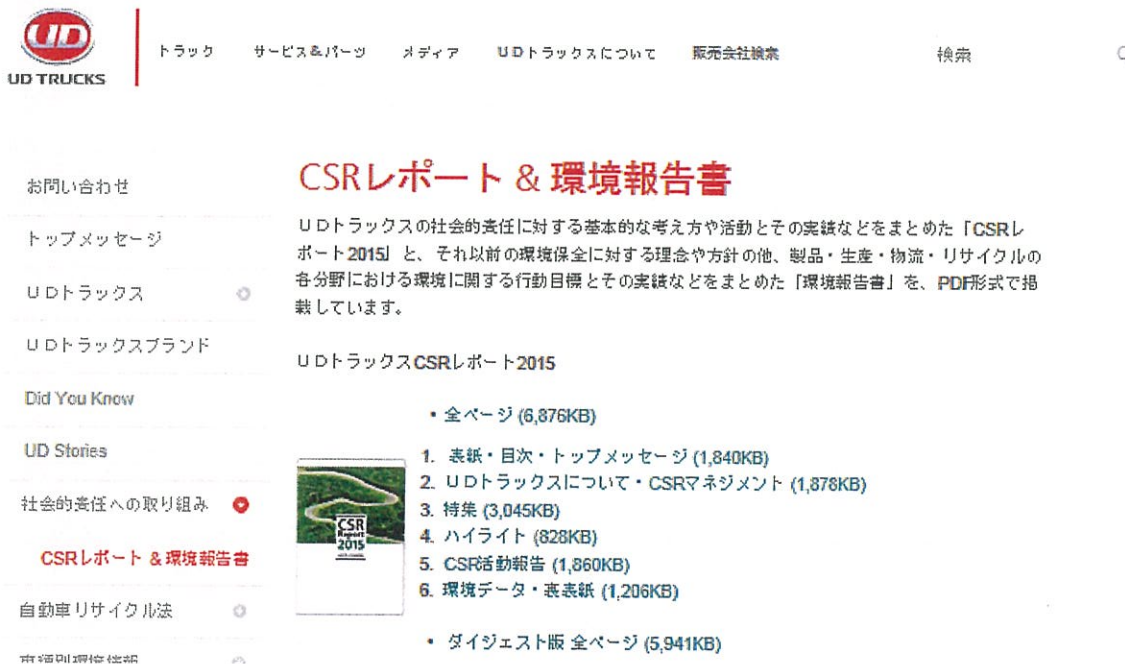 UD
UD TRUCKS
トラック サービス&パーツ メディア UDトラックスについて 販売会社検索 検索
お問い合わせ
トップメッセージ
UDトラックス
UDトラックスブランド
Did You Know
UD Stories
社会的責任への取り組み
CSRレポート & 環境報告書
自動車リサイクル法
車種別環境情報
CSRレポート & 環境報告書
UDトラックスの社会的責任に対する基本的な考え方や活動とその実績などをまとめた「CSRレ
ポート2015」と、それ以前の環境保全に対する理念や方針の他、製品・生産・物流・リサイクルの
各分野における環境に関する行動目標とその実績などをまとめた「環境報告書」を、PDF形式で掲
載しています。
UDトラックスCSRレポート2015
• 全ページ (6,876KB)
CSR
Report
2015
1. 表紙・目次・トップメッセージ (1,840KB)
2. UDトラックスについて・CSRマネジメント (1,878KB)
3. 特集 (3,045KB)
4. ハイライト (828KB)
5. CSR活動報告 (1,860KB)
6. 環境データ・裏表紙 (1,206KB)
• ダイジェスト版 全ページ (5,941KB)